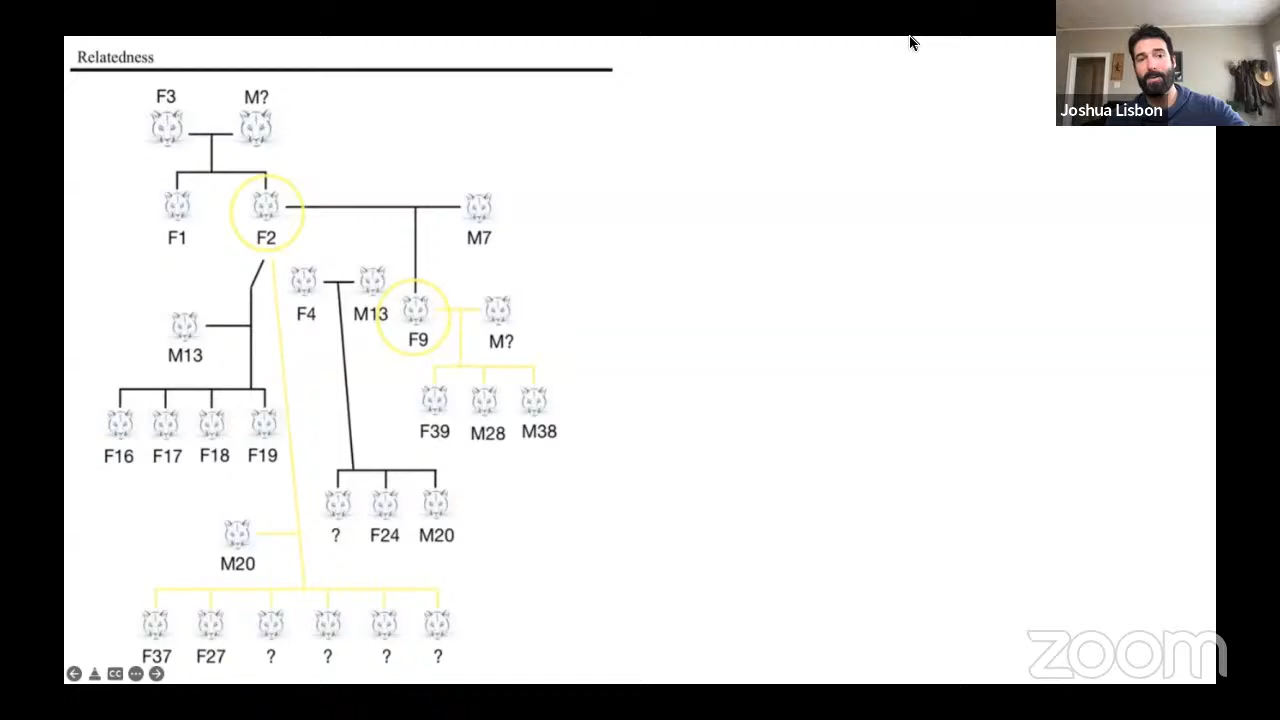 Relatedness
Joshua Lisbon
F3 M?
F1 F2 M7
F4 M13 F9 M?
M13
F39 M28 M38
F16 F17 F18 F19
? F24 M20
M20
F37 F27 ? ? ? ?
CC
zoom